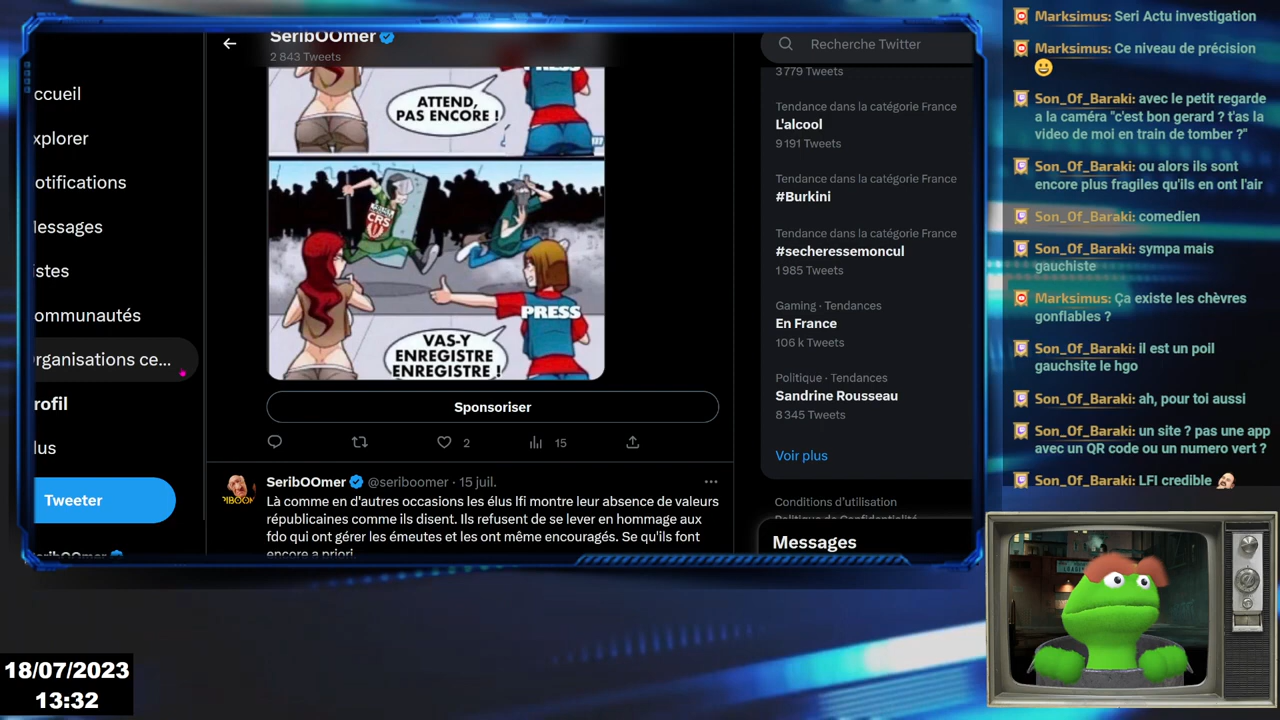 SeribOOmer
2 843 Tweets
ccueil
xplorer
otifications
lessages
istes
ommunautés
rganisations ce...
rofil
lus
Tweeter
PRESS
ATTEND,
PAS ENCORE !
CRS
PRESS
VAS-Y
ENREGISTRE
ENREGISTRE !
Sponsoriser
2
15
SeribOOmer @seriboomer · 15 juil.
Là comme en d'autres occasions les élus lfi montre leur absence de valeurs
républicaines comme ils disent. Ils refusent de se lever en hommage aux
fdo qui ont gérer les émeutes et les ont même encouragés. Se qu'ils font
encore a priori.
Recherche Twitter
3 779 Tweets
Tendance dans la catégorie France
L'alcool
9 191 Tweets
Tendance dans la catégorie France
#Burkini
Tendance dans la catégorie France
#secheressemoncul
1 985 Tweets
Gaming · Tendances
En France
106 k Tweets
Politique · Tendances
Sandrine Rousseau
8 345 Tweets
Voir plus
Conditions d'utilisation
Politique de Confidentialité
Messages
Marksimus: Seri Actu investigation
Marksimus: Ce niveau de précision
😀
Son_Of_Baraki: avec le petit regarde
a la caméra "c'est bon gerard ? t'as la
video de moi en train de tomber ?"
Son_Of_Baraki: ou alors ils sont
encore plus fragiles qu'ils en ont l'air
Son_Of_Baraki: comedien
Son_Of_Baraki: sympa mais
gauchiste
Marksimus: Ça existe les chèvres
gonflables ?
Son_Of_Baraki: il est un poil
gauchsite le hgo
Son_Of_Baraki: ah, pour toi aussi
Son_Of_Baraki: un site ? pas une app
avec un QR code ou un numero vert ?
Son_Of_Baraki: LFI credible
18/07/2023
13:32